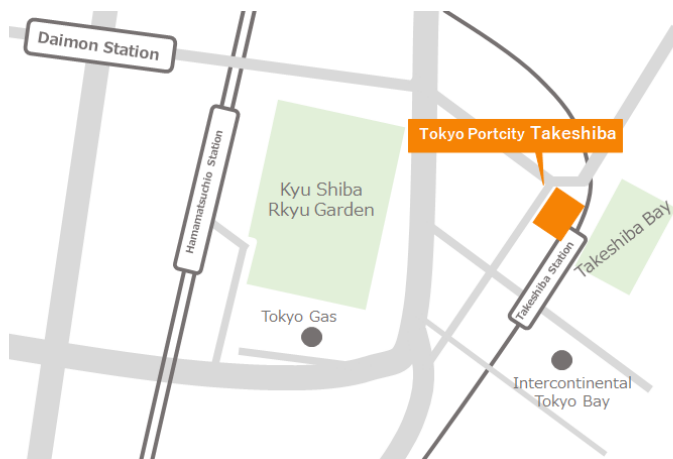 Daimon Station
Hamamatsuchio Station
Kyu Shiba
Rkyu Garden
Tokyo Portcity Takeshiba
Takeshiba Bay
Takeshiba Station
Tokyo Gas
Intercontinental
Tokyo Bay